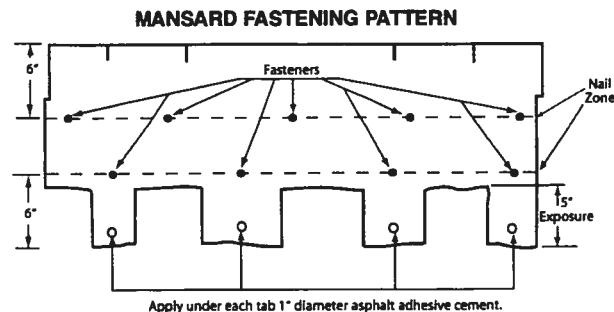 MANSARD FASTENING PATTERN
6"
Fasteners
Nail
Zone
6"
5"
Exposure
Apply under each tab 1" diameter asphalt adhesive cement.